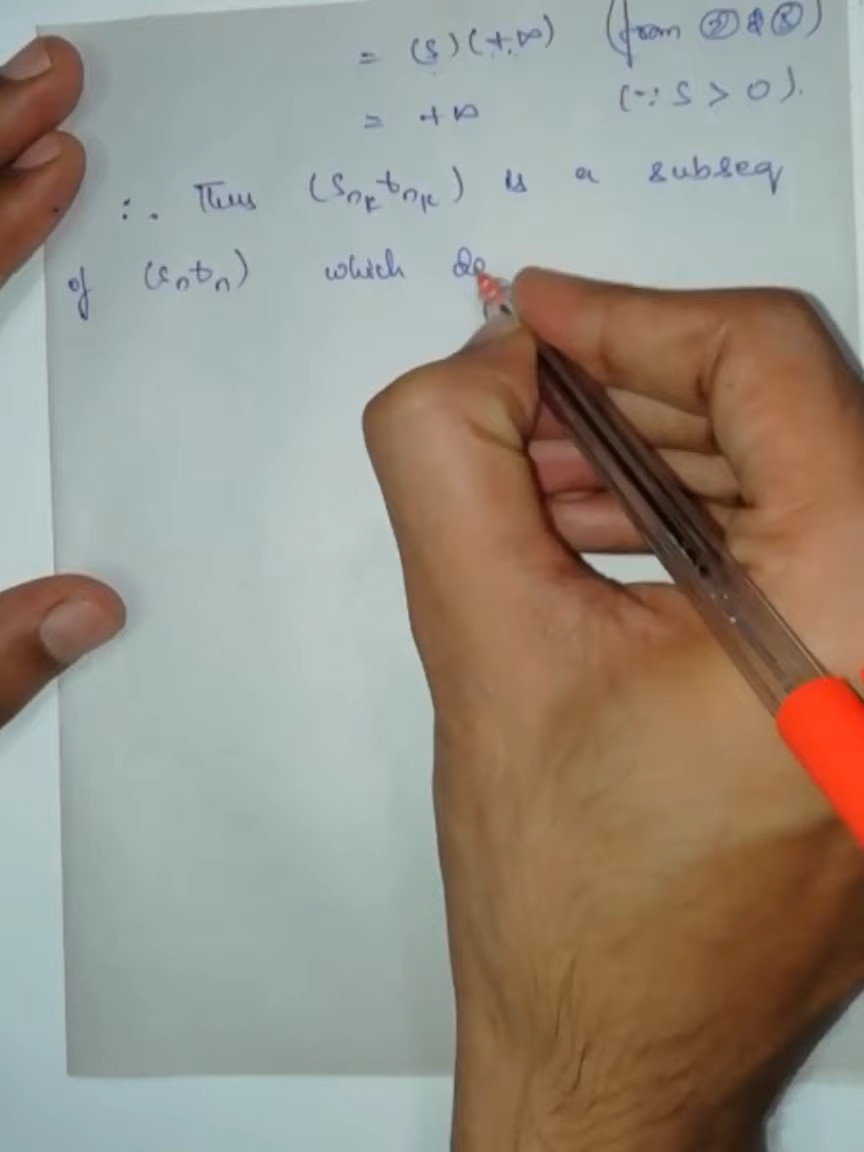 = (s)(+∞) (from ② & ③)
= +∞ (∵ s > 0).
∴ Thus (s_{n_k} t_{n_k}) is a subseq
of (s_n t_n) which